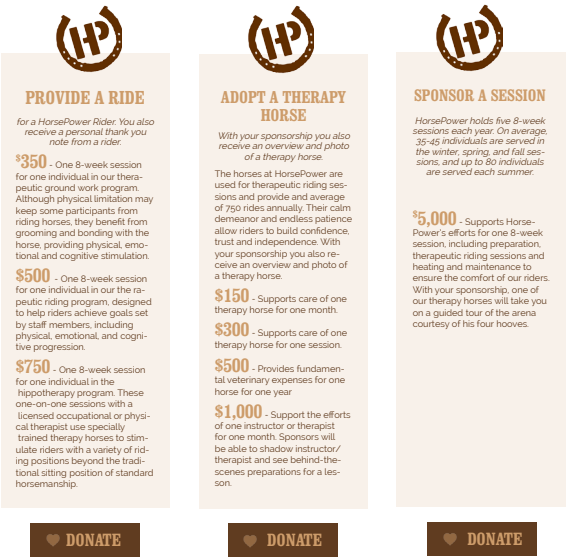 HP
PROVIDE A RIDE
for a HorsePower Rider. You also
receive a personal thank you
note from a rider.
$350 - One 8-week session
for one individual in our thera-
peutic ground work program.
Although physical limitation may
keep some participants from
riding horses, they benefit from
grooming and bonding with the
horse, providing physical, emo-
tional and cognitive stimulation.
$500 - One 8-week session
for one individual in our the ra-
peutic riding program, designed
to help riders achieve goals set
by staff members, including
physical, emotional, and cogni-
tive progression.
$750 - One 8-week session
for one individual in the
hippotherapy program. These
one-on-one sessions with a
licensed occupational or physi-
cal therapist use specially
trained therapy horses to stim-
ulate riders with a variety of rid-
ing positions beyond the tradi-
tional sitting position of standard
horsemanship.
DONATE
HP
ADOPT A THERAPY
HORSE
With your sponsorship you also
receive an overview and photo
of a therapy horse.
The horses at HorsePower are
used for therapeutic riding ses-
sions and provide and average
of 750 rides annually. Their calm
demeanor and endless patience
allow riders to build confidence,
trust and independence. With
your sponsorship you also re-
ceive an overview and photo of
a therapy horse.
$150 - Supports care of one
therapy horse for one month.
$300 - Supports care of one
therapy horse for one session.
$500 - Provides fundamen-
tal veterinary expenses for one
horse for one year
$1,000 - Support the efforts
of one instructor or therapist
for one month. Sponsors will
be able to shadow instructor/
therapist and see behind-the-
scenes preparations for a les-
son.
DONATE
HP
SPONSOR A SESSION
HorsePower holds five 8-week
sessions each year. On average,
35-45 individuals are served in
the winter, spring, and fall ses-
sions, and up to 80 individuals
are served each summer.
$5,000 - Supports Horse-
Power's efforts for one 8-week
session, including preparation,
therapeutic riding sessions and
heating and maintenance to
ensure the comfort of our riders.
With your sponsorship, one of
our therapy horses will take you
on a guided tour of the arena
courtesy of his four hooves.
DONATE